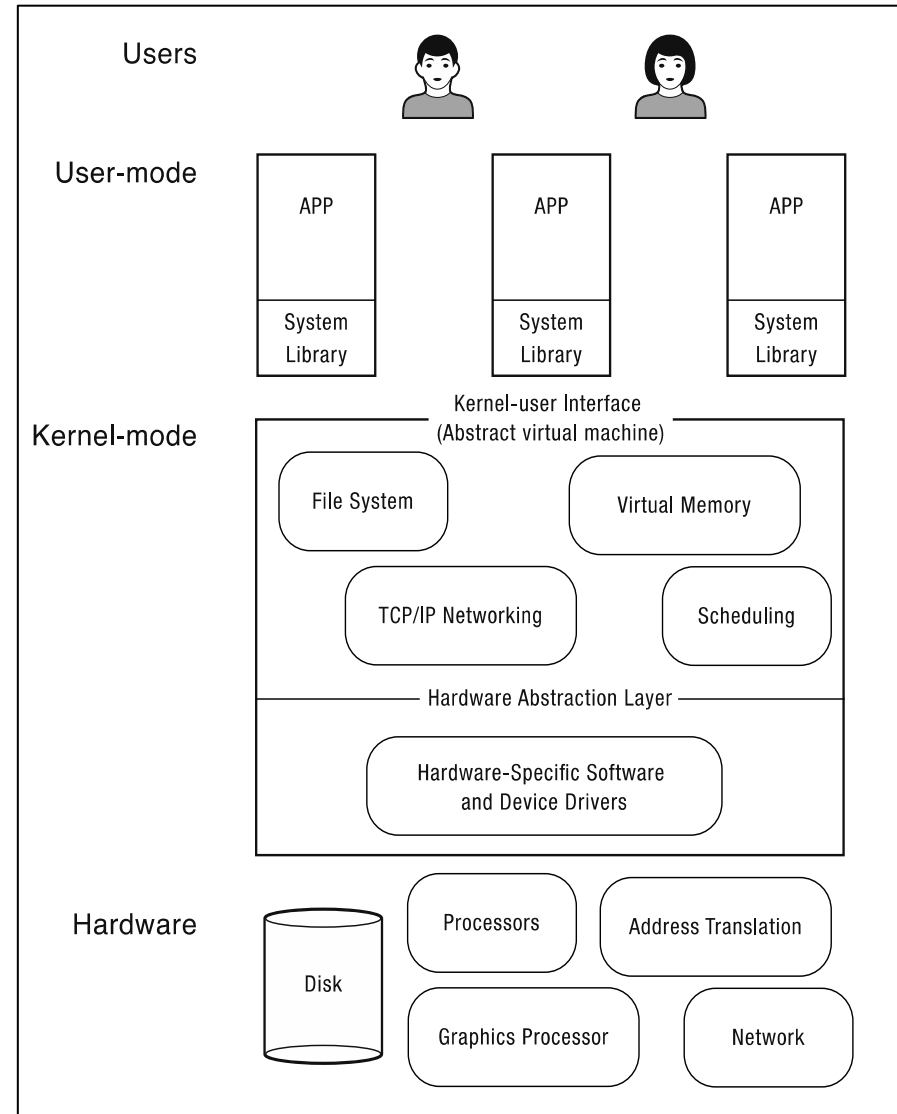 Users
User-mode
APP
APP
APP
System
Library
System
Library
System
Library
Kernel-mode
Kernel-user Interface
(Abstract virtual machine)
File System
Virtual Memory
TCP/IP Networking
Scheduling
Hardware Abstraction Layer
Hardware-Specific Software
and Device Drivers
Hardware
Disk
Processors
Address Translation
Graphics Processor
Network